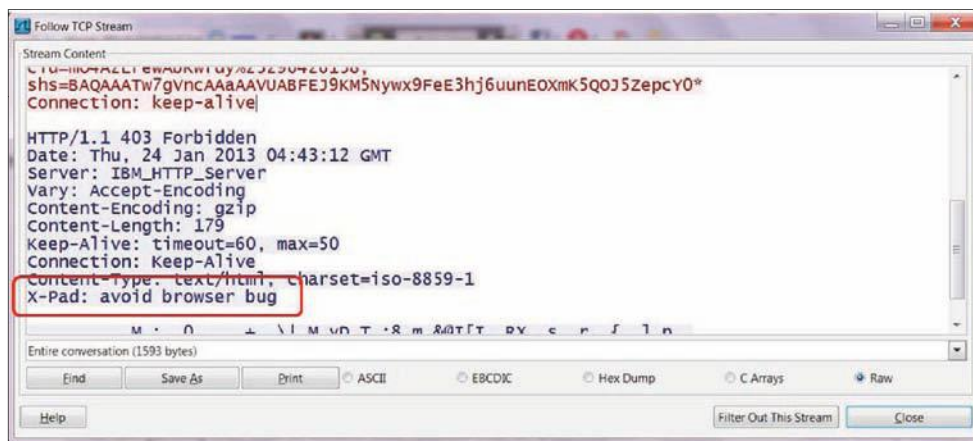 Follow TCP Stream
Stream Content
shs=BAQAAATw7gVncAAaAAVUABFEJ9KM5Nywx9FeE3hj6uunEOXmK5QOJ5ZepcY0*
Connection: keep-alive
HTTP/1.1 403 Forbidden
Date: Thu, 24 Jan 2013 04:43:12 GMT
Server: IBM_HTTP_Server
Vary: Accept-Encoding
Content-Encoding: gzip
Content-Length: 179
Keep-Alive: timeout=60, max=50
Connection: Keep-Alive
Content-Type: text/html, charset=iso-8859-1
X-Pad: avoid browser bug
Entire conversation (1593 bytes)
Find Save As Print ASCII EBCDIC Hex Dump C Arrays Raw
Help Filter Out This Stream Close